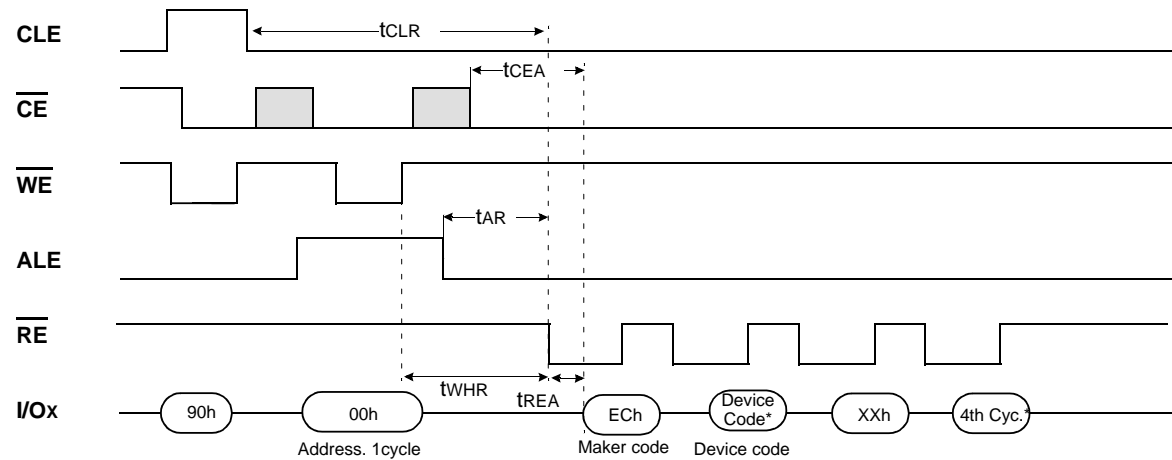 CLE
tCLR
CE
tCEA
WE
tAR
ALE
RE
tWHR
tREA
I/Ox
90h
00h
ECh
Device
Code*
XXh
4th Cyc.*
Address. 1cycle
Maker code
Device code